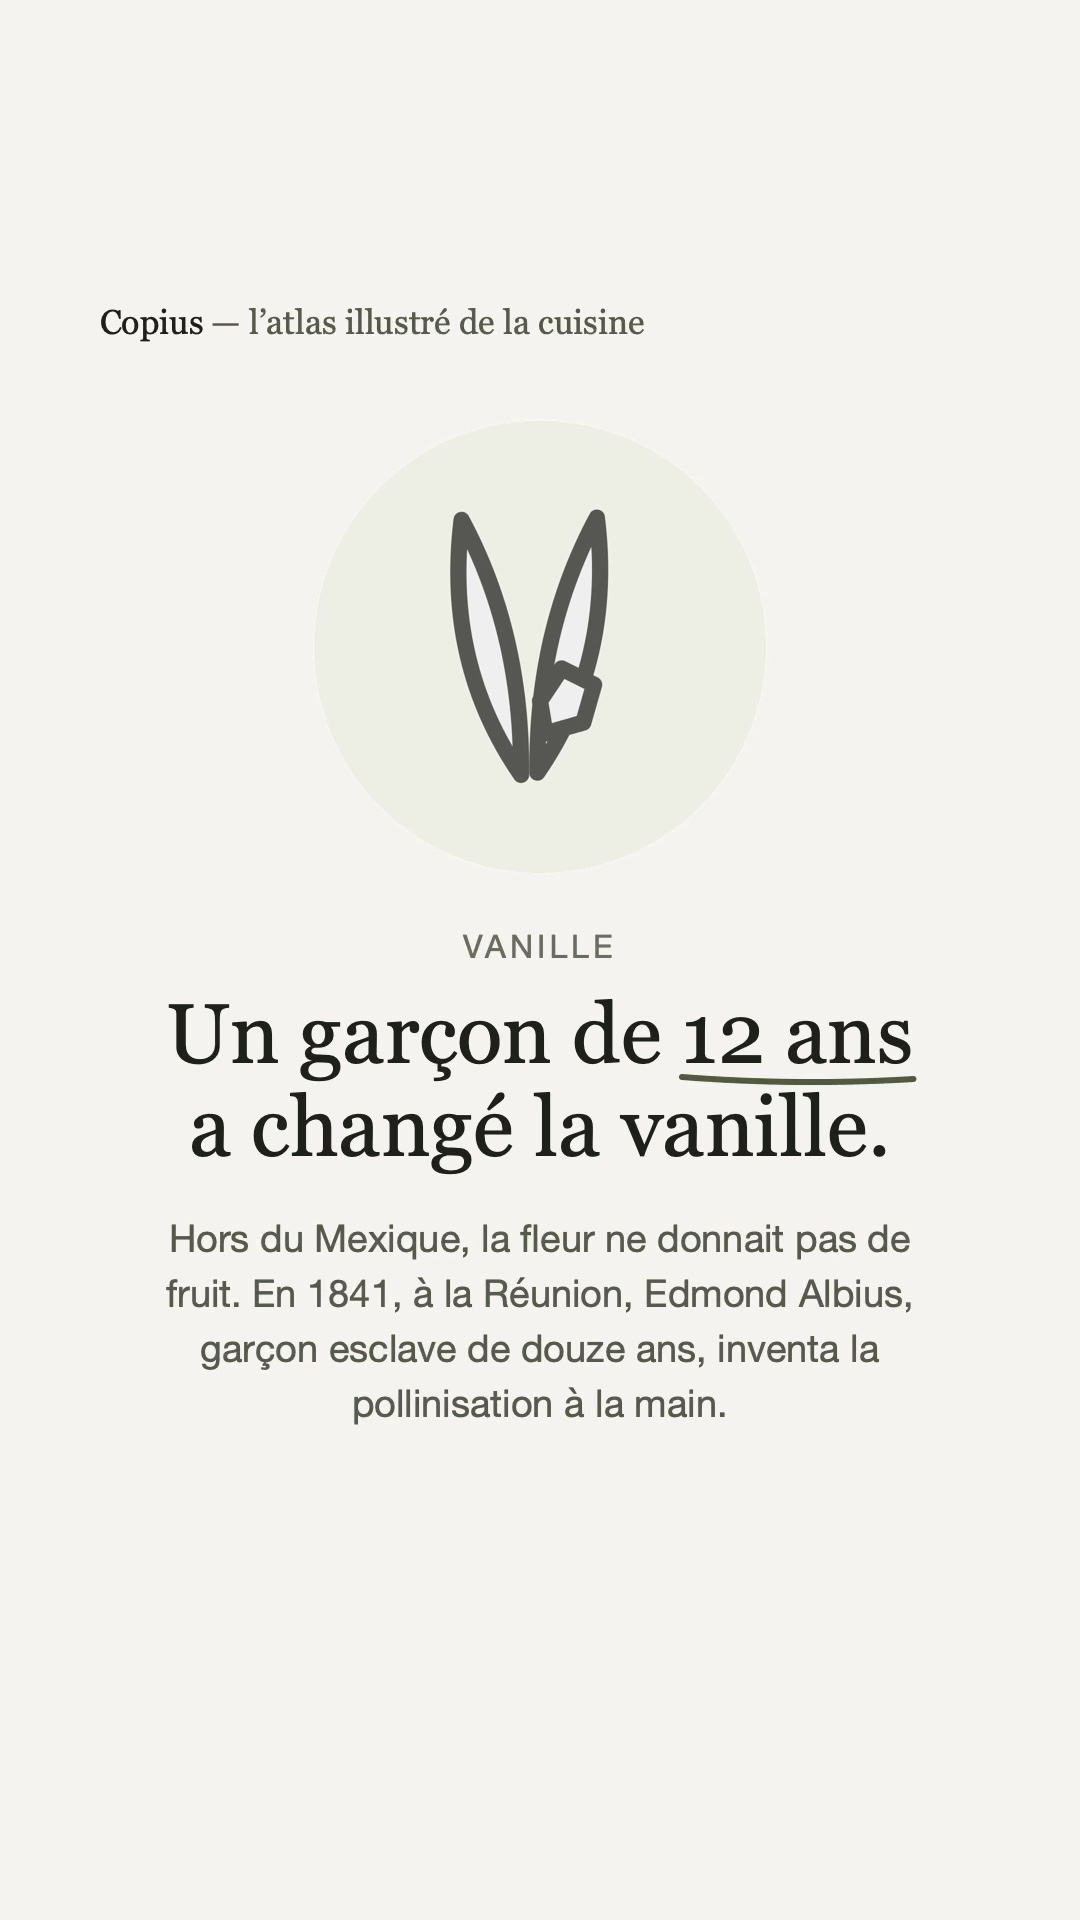 Copius — l’atlas illustré de la cuisine
VANILLE
Un garçon de 12 ans
a changé la vanille.
Hors du Mexique, la fleur ne donnait pas de
fruit. En 1841, à la Réunion, Edmond Albius,
garçon esclave de douze ans, inventa la
pollinisation à la main.